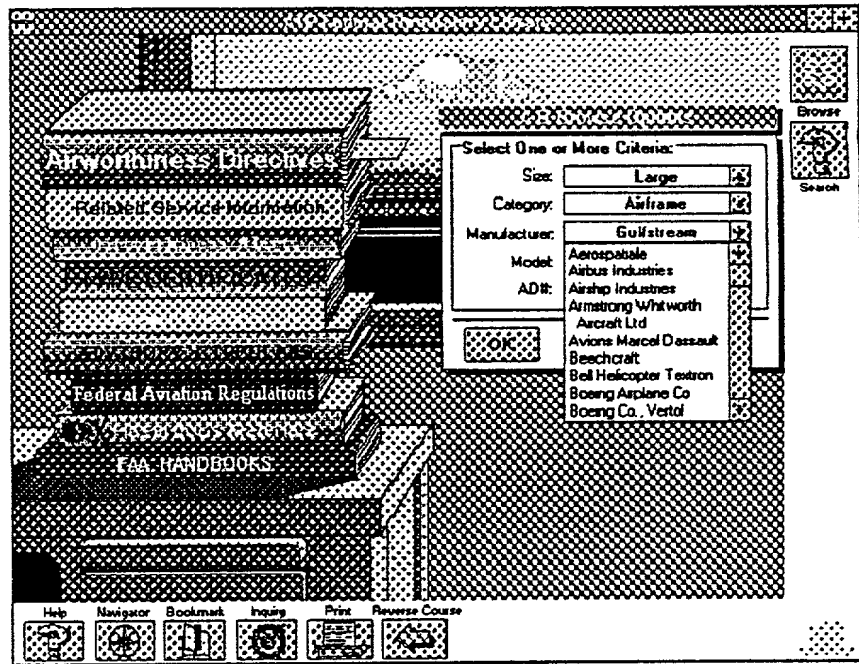 Airworthiness Directives
Related Service Information
Federal Aviation Regulations
FAA HANDBOOKS
Browse
Search
Select One or More Criteria:
Size: Large
Category: Airframe
Manufacturer: Gulfstream
Model:
AD#:
Aerospatiale
Airbus Industries
Airship Industries
Armstrong Whitworth
Aircraft Ltd
Avions Marcel Dassault
Beechcraft
Bell Helicopter Textron
Boeing Airplane Co
Boeing Co., Vertol
OK
Help
Navigator
Bookmark
Inquire
Print
Reverse Course